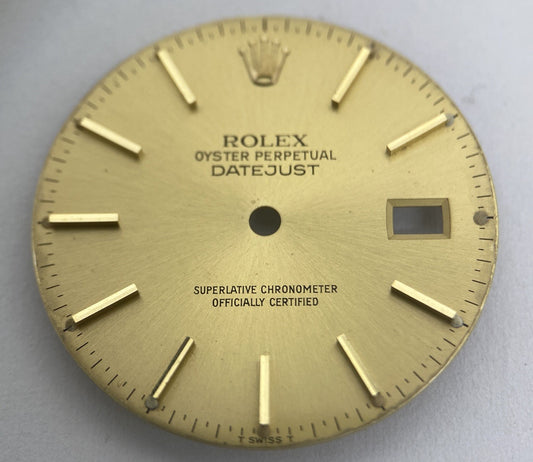 ROLEX
OYSTER PERPETUAL
DATEJUST
SUPERLATIVE CHRONOMETER
OFFICIALLY CERTIFIED
T SWISS T